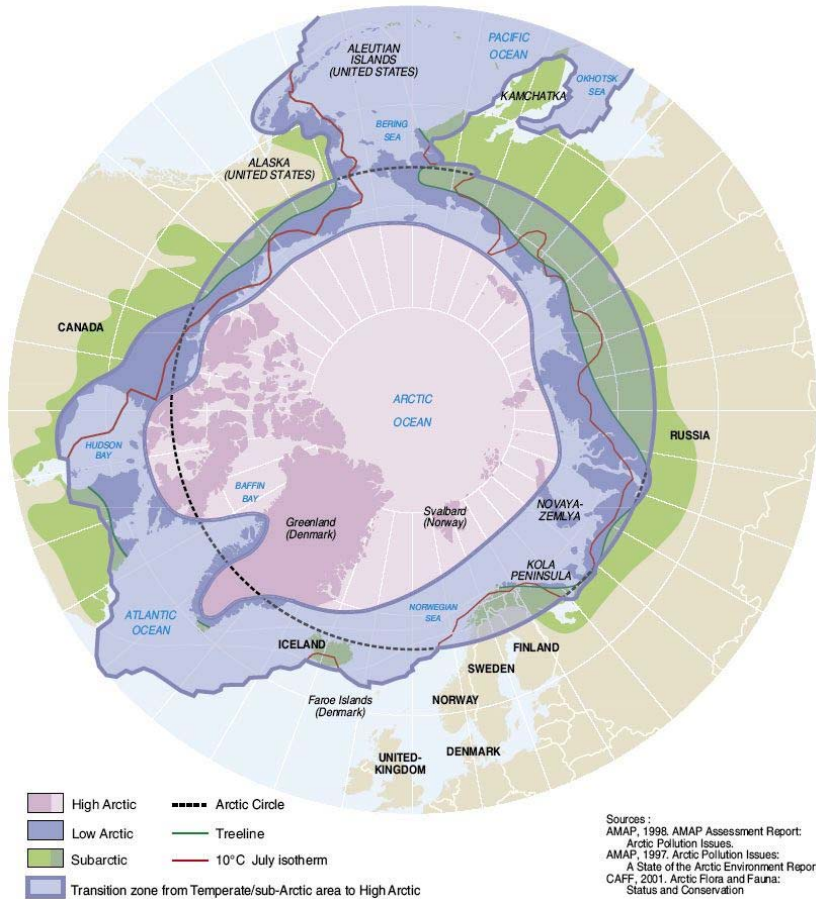 PACIFIC
OCEAN
ALEUTIAN
ISLANDS
(UNITED STATES)
OKHOTSK
SEA
KAMCHATKA
BERING
SEA
ALASKA
(UNITED STATES)
CANADA
ARCTIC
OCEAN
RUSSIA
HUDSON
BAY
BAFFIN
BAY
Greenland
(Denmark)
Svalbard
(Norway)
NOVAYA-
ZEMLYA
KOLA
PENINSULA
ATLANTIC
OCEAN
NORWEGIAN
SEA
ICELAND
FINLAND
SWEDEN
Faroe Islands
(Denmark)
NORWAY
UNITED-
KINGDOM
DENMARK
High Arctic
Low Arctic
Subarctic
Arctic Circle
Treeline
10°C July isotherm
Transition zone from Temperate/sub-Arctic area to High Arctic
Sources :
AMAP, 1998. AMAP Assessment Report:
Arctic Pollution Issues.
AMAP, 1997. Arctic Pollution Issues:
A State of the Arctic Environment Repor
CAFF, 2001. Arctic Flora and Fauna:
Status and Conservation